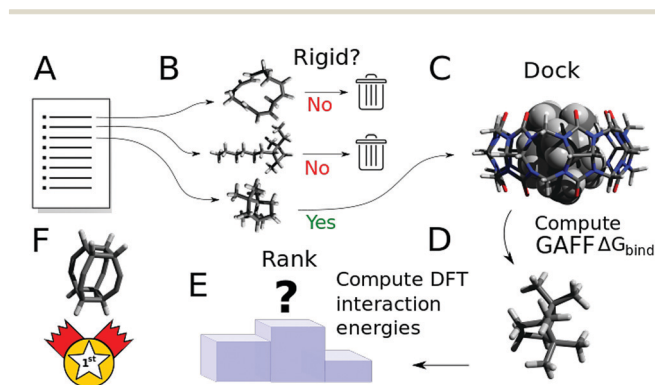 A
B
Rigid?
No
No
Yes
C
Dock
Compute
GAFF ΔGbind
D
Compute DFT
interaction
energies
E
Rank
?
F
1st